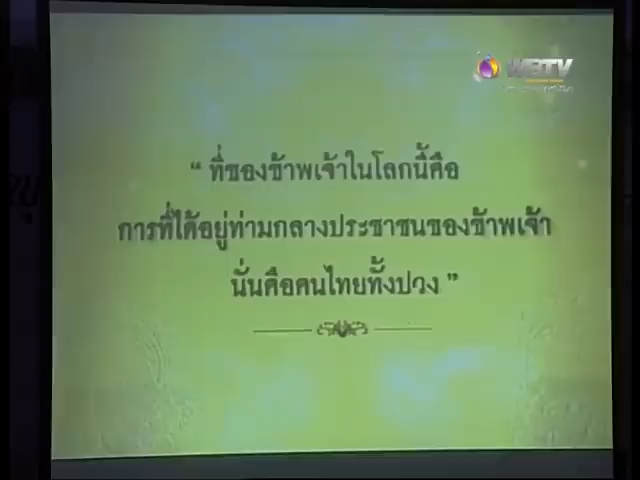 WBTV
“ ที่ของข้าพเจ้าในโลกนี้คือ
การที่ได้อยู่ท่ามกลางประชาชนของข้าพเจ้า
นั่นคือคนไทยทั้งปวง ”